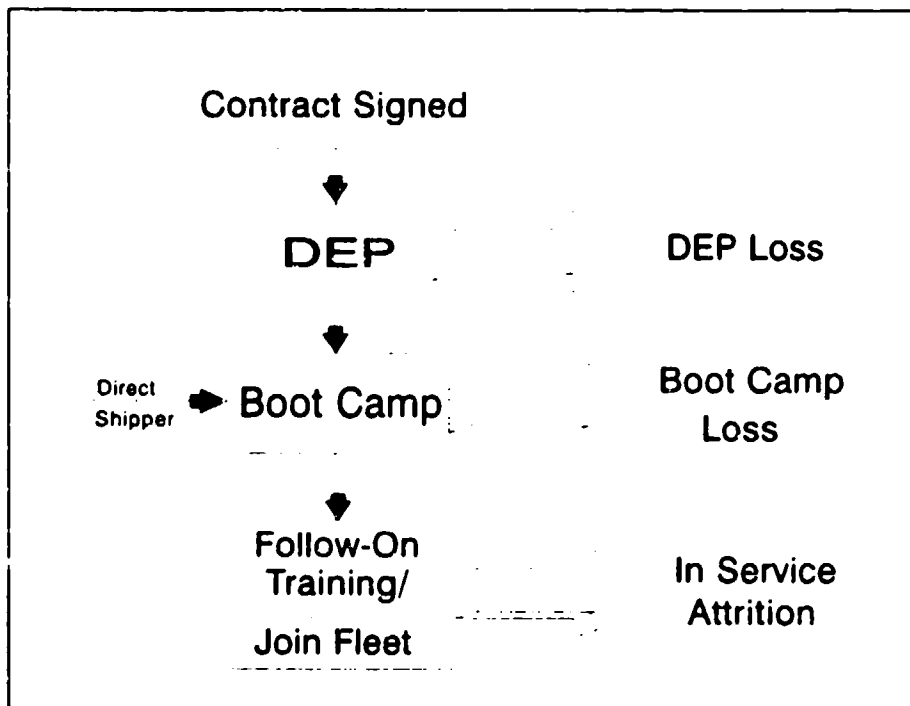 Contract Signed
DEP
DEP Loss
Direct
Shipper
Boot Camp
Boot Camp
Loss
Follow-On
Training/
Join Fleet
In Service
Attrition